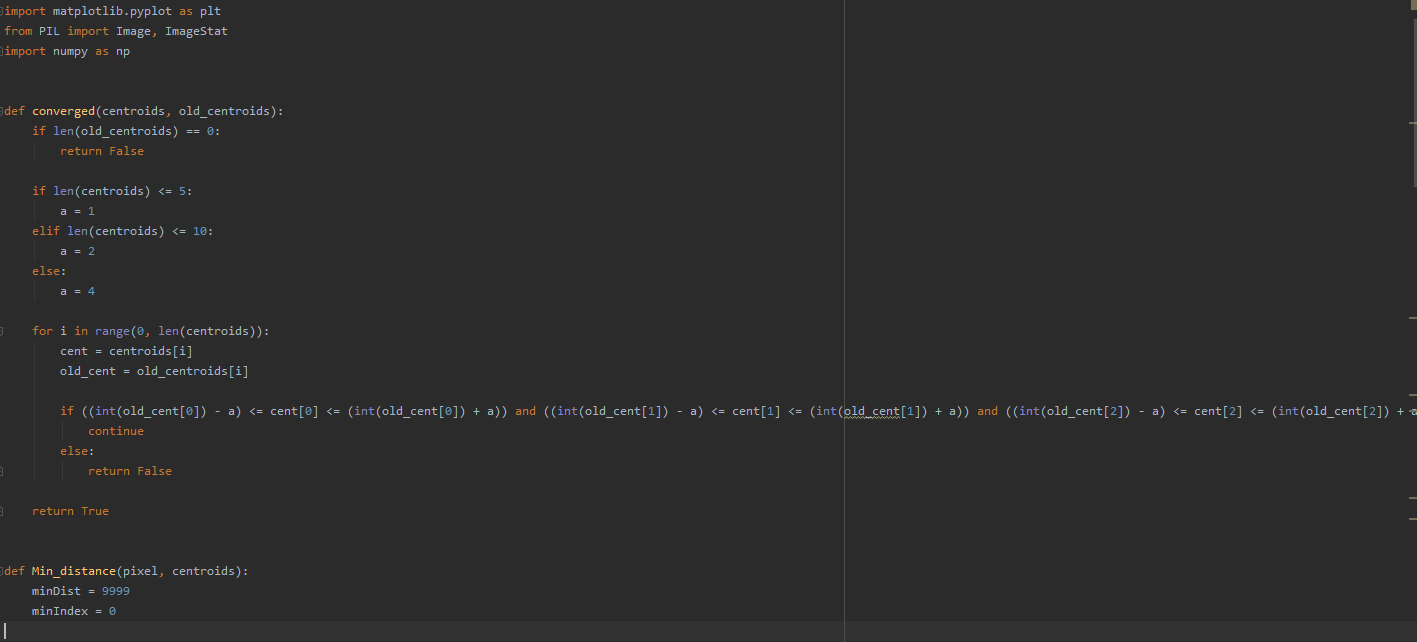 import matplotlib.pyplot as plt
from PIL import Image, ImageStat
import numpy as np
def converged(centroids, old_centroids):
    if len(old_centroids) == 0:
        return False
    if len(centroids) <= 5:
        a = 1
    elif len(centroids) <= 10:
        a = 2
    else:
        a = 4
    for i in range(0, len(centroids)):
        cent = centroids[i]
        old_cent = old_centroids[i]
        if ((int(old_cent[0]) - a) <= cent[0] <= (int(old_cent[0]) + a)) and ((int(old_cent[1]) - a) <= cent[1] <= (int(old_cent[1]) + a)) and ((int(old_cent[2]) - a) <= cent[2] <= (int(old_cent[2]) + a
            continue
        else:
            return False
    return True
def Min_distance(pixel, centroids):
    minDist = 9999
    minIndex = 0